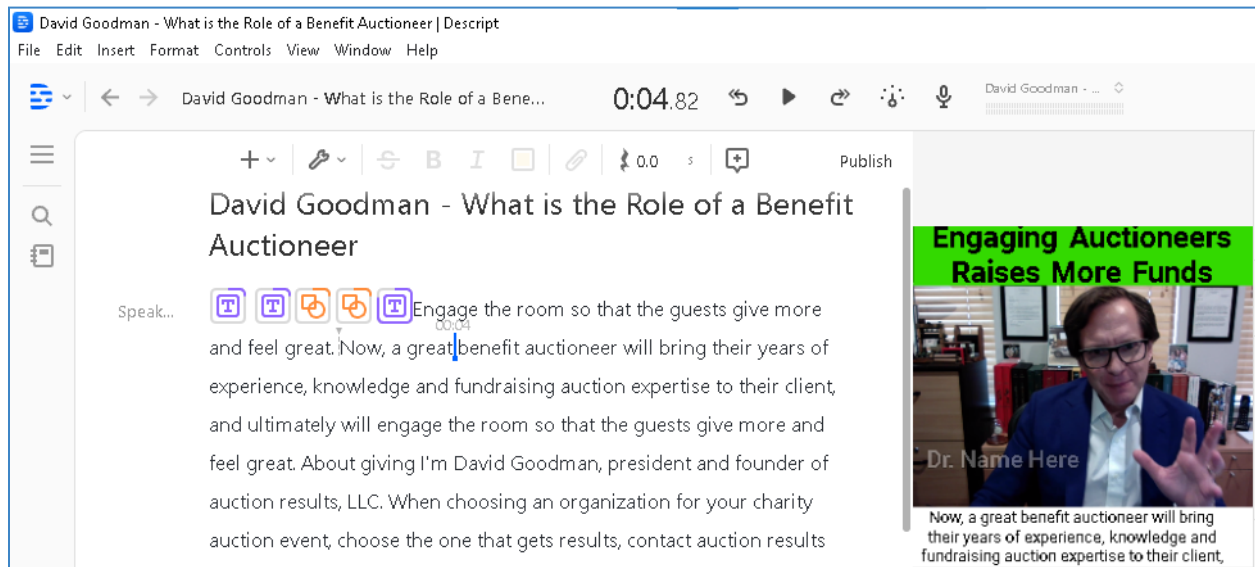 David Goodman - What is the Role of a Benefit Auctioneer | Descript
File Edit Insert Format Controls View Window Help
David Goodman - What is the Role of a Bene...
0:04.82
David Goodman - ...
S B I
0.0 s
Publish
David Goodman - What is the Role of a Benefit
Auctioneer
Speak...
T T T Engage the room so that the guests give more
00:04
and feel great. Now, a great benefit auctioneer will bring their years of
experience, knowledge and fundraising auction expertise to their client,
and ultimately will engage the room so that the guests give more and
feel great. About giving I'm David Goodman, president and founder of
auction results, LLC. When choosing an organization for your charity
auction event, choose the one that gets results, contact auction results
Engaging Auctioneers
Raises More Funds
Dr. Name Here
Now, a great benefit auctioneer will bring
their years of experience, knowledge and
fundraising auction expertise to their client,